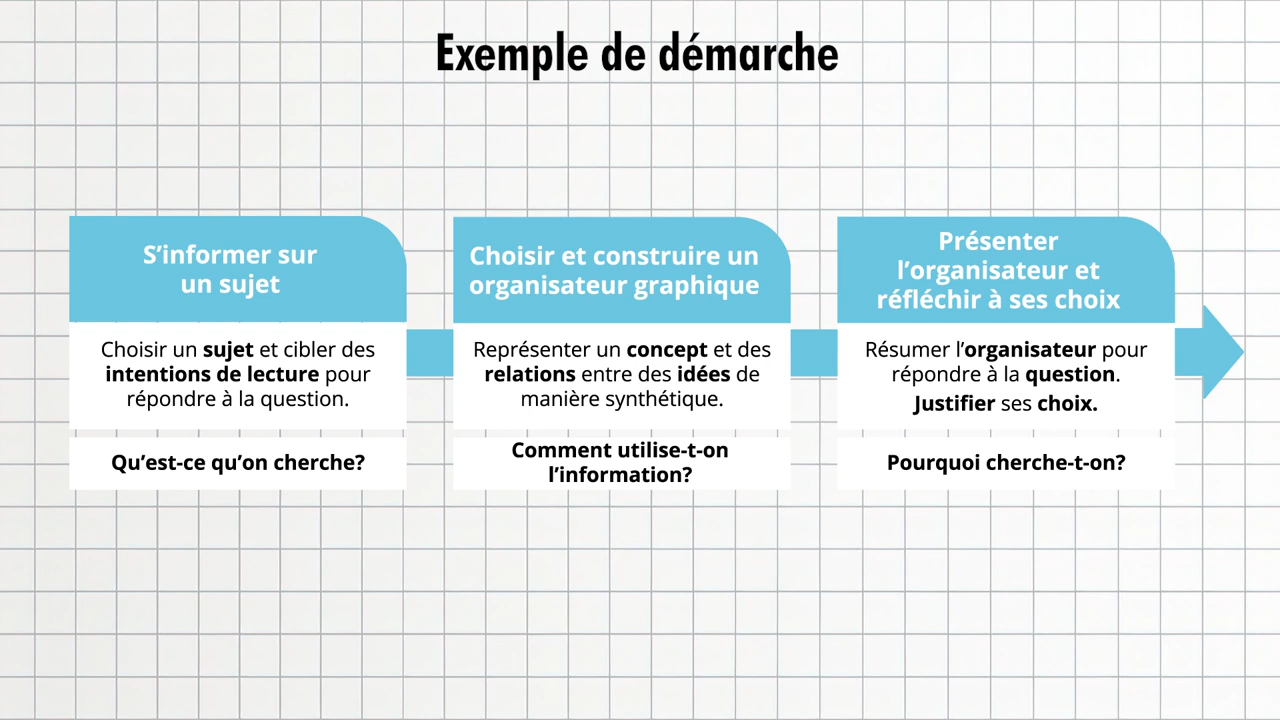 Exemple de démarche
S’informer sur
un sujet
Choisir un sujet et cibler des
intentions de lecture pour
répondre à la question.
Qu’est-ce qu’on cherche?
Choisir et construire un
organisateur graphique
Représenter un concept et des
relations entre des idées de
manière synthétique.
Comment utilise-t-on
l’information?
Présenter
l’organisateur et
réfléchir à ses choix
Résumer l’organisateur pour
répondre à la question.
Justifier ses choix.
Pourquoi cherche-t-on?